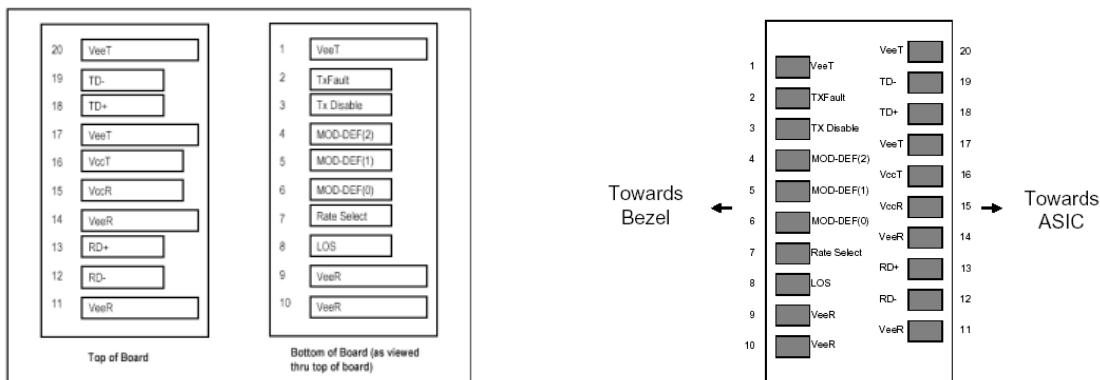 20 VeeT
19 TD-
18 TD+
17 VeeT
16 VccT
15 VccR
14 VeeR
13 RD+
12 RD-
11 VeeR
Top of Board
1 VeeT
2 TxFault
3 Tx Disable
4 MOD-DEF(2)
5 MOD-DEF(1)
6 MOD-DEF(0)
7 Rate Select
8 LOS
9 VeeR
10 VeeR
Bottom of Board (as viewed
thru top of board)
Towards
Bezel
1 VeeT
2 TXFault
3 TX Disable
4 MOD-DEF(2)
5 MOD-DEF(1)
6 MOD-DEF(0)
7 Rate Select
8 LOS
9 VeeR
10 VeeR
VeeT 20
TD- 19
TD+ 18
VeeT 17
VccT 16
VccR 15
VeeR 14
RD+ 13
RD- 12
VeeR 11
Towards
ASIC